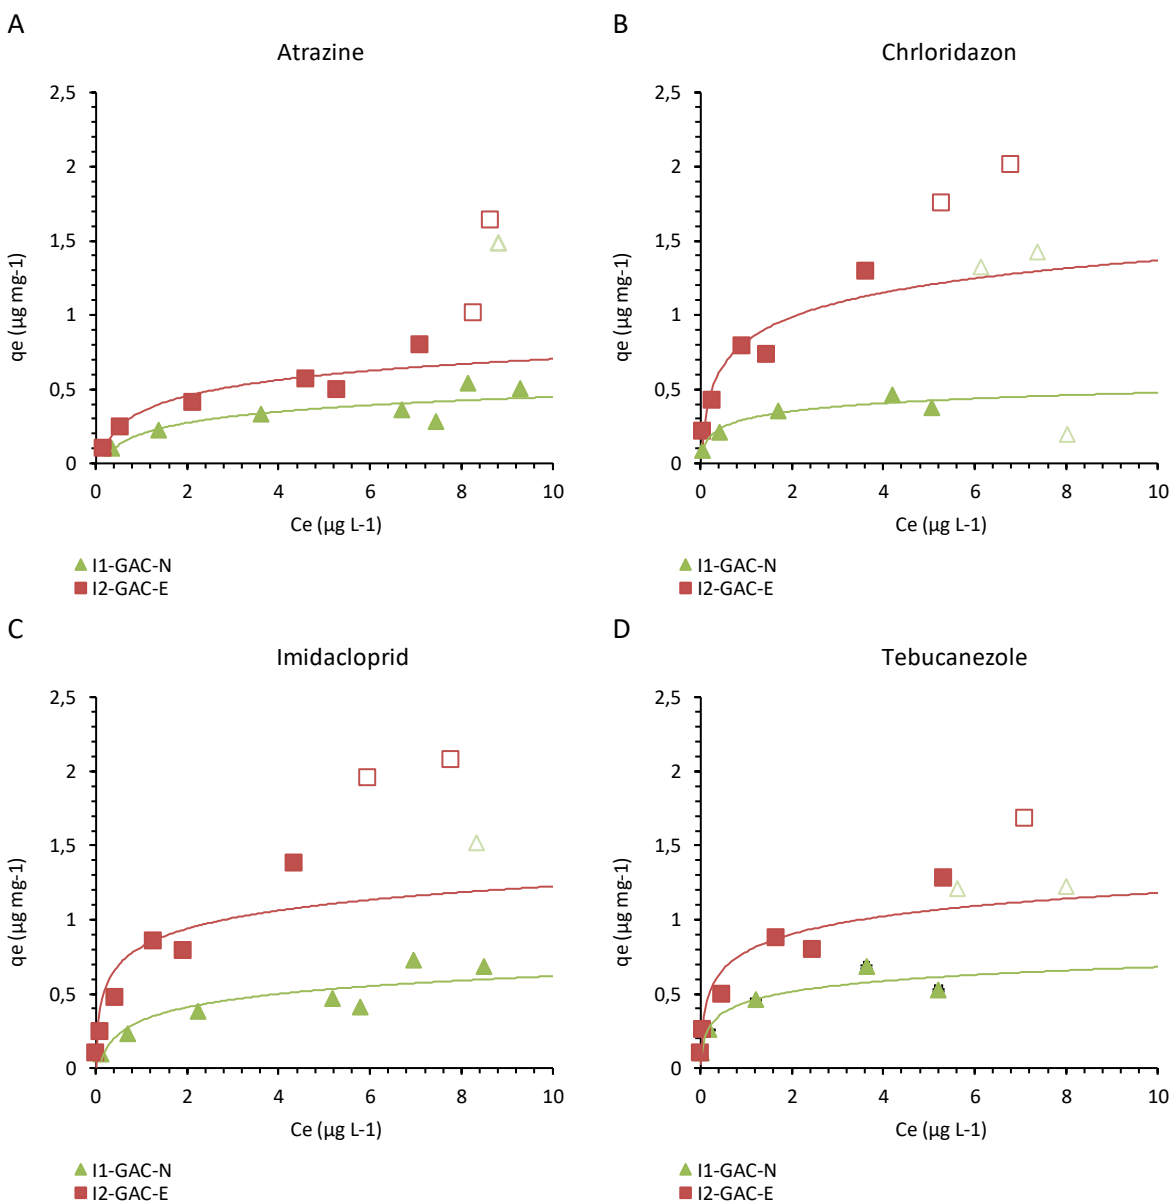 A
Atrazine
2,5
2
1,5
1
0,5
0
0 2 4 6 8 10
qe (µg mg-1)
Ce (µg L-1)
I1-GAC-N
I2-GAC-E
B
Chrloridazon
2,5
2
1,5
1
0,5
0
0 2 4 6 8 10
qe (µg mg-1)
Ce (µg L-1)
I1-GAC-N
I2-GAC-E
C
Imidacloprid
2,5
2
1,5
1
0,5
0
0 2 4 6 8 10
qe (µg mg-1)
Ce (µg L-1)
I1-GAC-N
I2-GAC-E
D
Tebucanezole
2,5
2
1,5
1
0,5
0
0 2 4 6 8 10
qe (µg mg-1)
Ce (µg L-1)
I1-GAC-N
I2-GAC-E